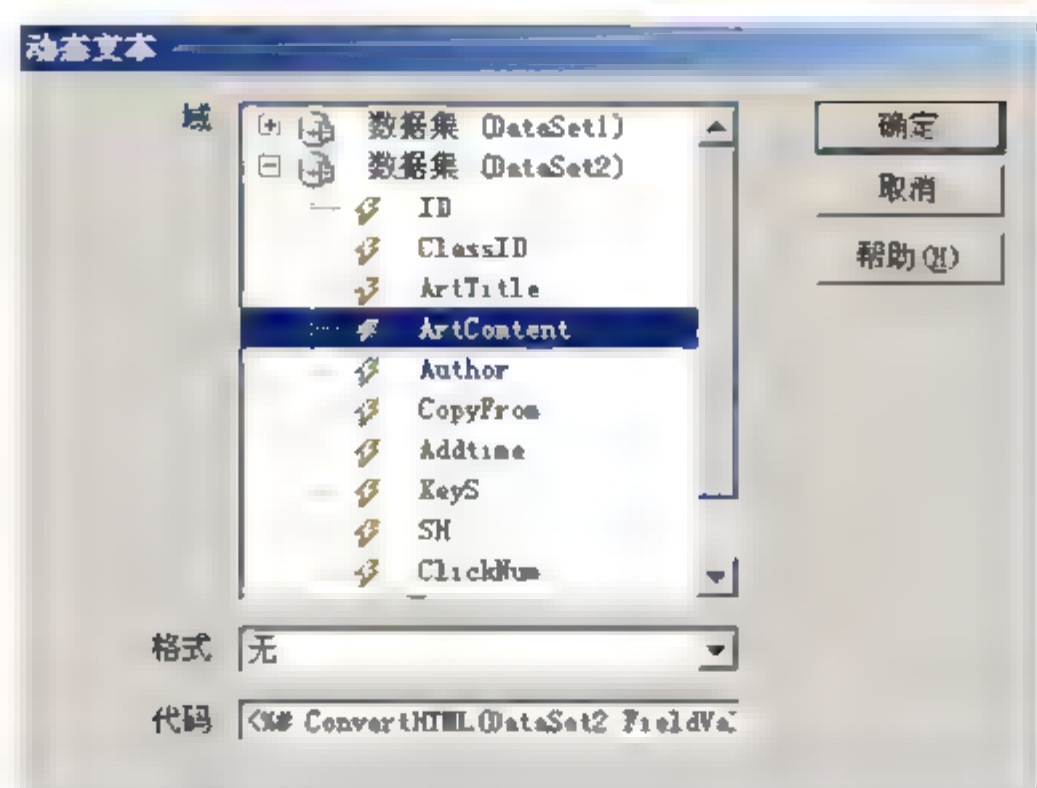 动态文本
域
数据集 (DataSet1)
数据集 (DataSet2)
ID
ClassID
ArtTitle
ArtContent
Author
CopyFrom
Addtime
KeyS
SH
ClickNum
确定
取消
帮助(H)
格式 无
代码 <%# ConvertHTML(DataSet2 FieldVa